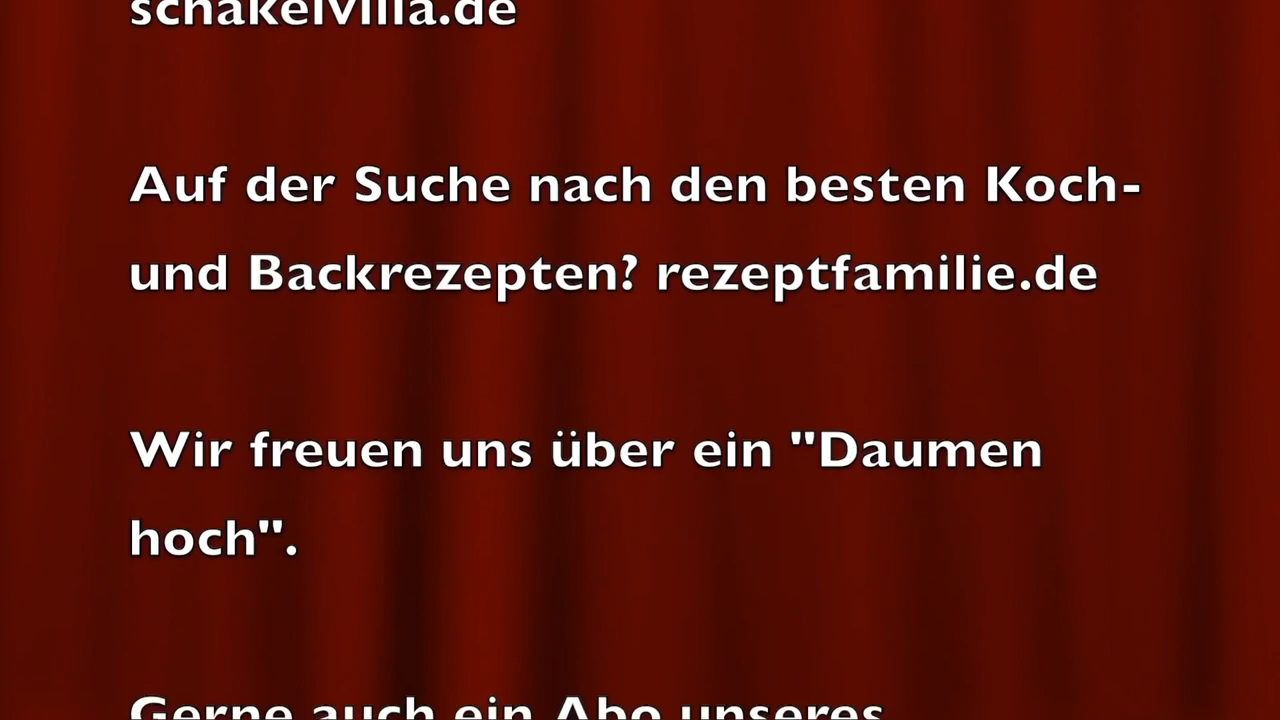 schakelvilla.de
Auf der Suche nach den besten Koch-
und Backrezepten? rezeptfamilie.de
Wir freuen uns über ein "Daumen
hoch".
Gerne auch ein Abo unseres